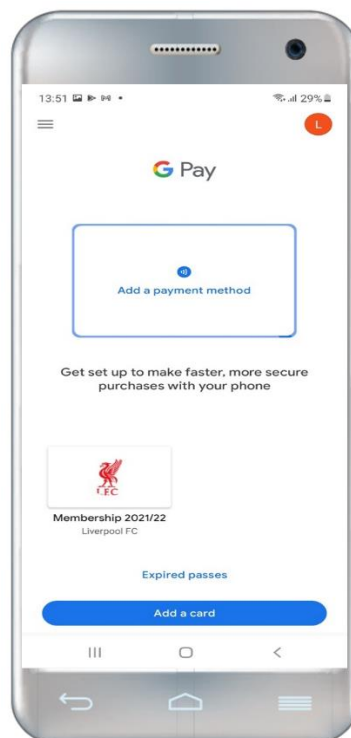 13:51
29%
L
G Pay
Add a payment method
Get set up to make faster, more secure
purchases with your phone
L.F.C
Membership 2021/22
Liverpool FC
Expired passes
Add a card